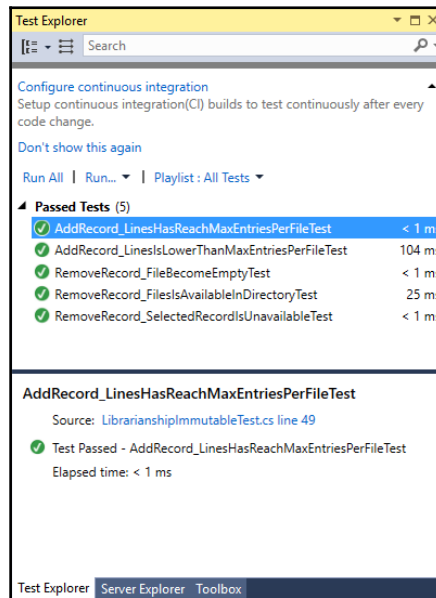 Test Explorer
Search
Configure continuous integration
Setup continuous integration(CI) builds to test continuously after every
code change.
Don't show this again
Run All | Run... | Playlist : All Tests
Passed Tests (5)
AddRecord_LinesHasReachMaxEntriesPerFileTest < 1 ms
AddRecord_LinesIsLowerThanMaxEntriesPerFileTest 104 ms
RemoveRecord_FileBecomeEmptyTest < 1 ms
RemoveRecord_FilesIsAvailableInDirectoryTest 25 ms
RemoveRecord_SelectedRecordIsUnavailableTest < 1 ms
AddRecord_LinesHasReachMaxEntriesPerFileTest
Source: LibrarianshipImmutableTest.cs line 49
Test Passed - AddRecord_LinesHasReachMaxEntriesPerFileTest
Elapsed time: < 1 ms
Test Explorer Server Explorer Toolbox